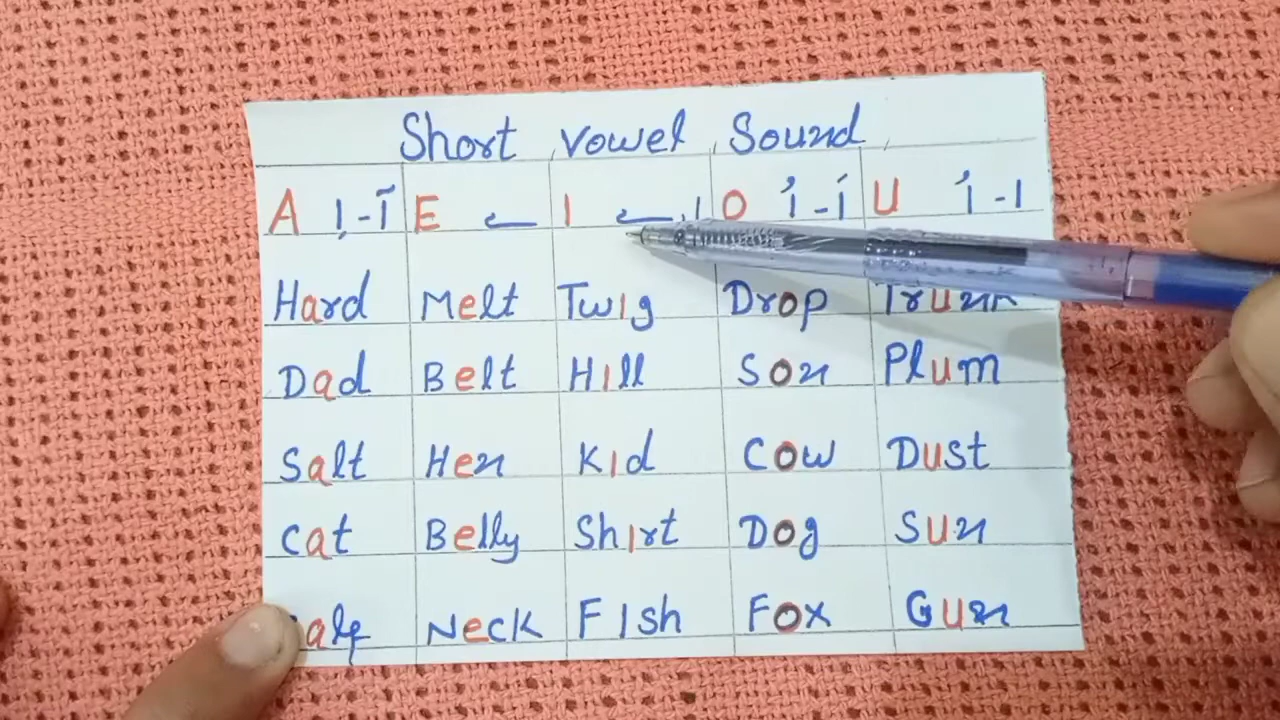 Short Vowel Sound
A E I O U
Hard Melt Twig Drop
Dad Belt Hill Son Plum
Salt Hen Kid Cow Dust
Cat Belly Shirt Dog Sun
Neck Fish Fox Gun